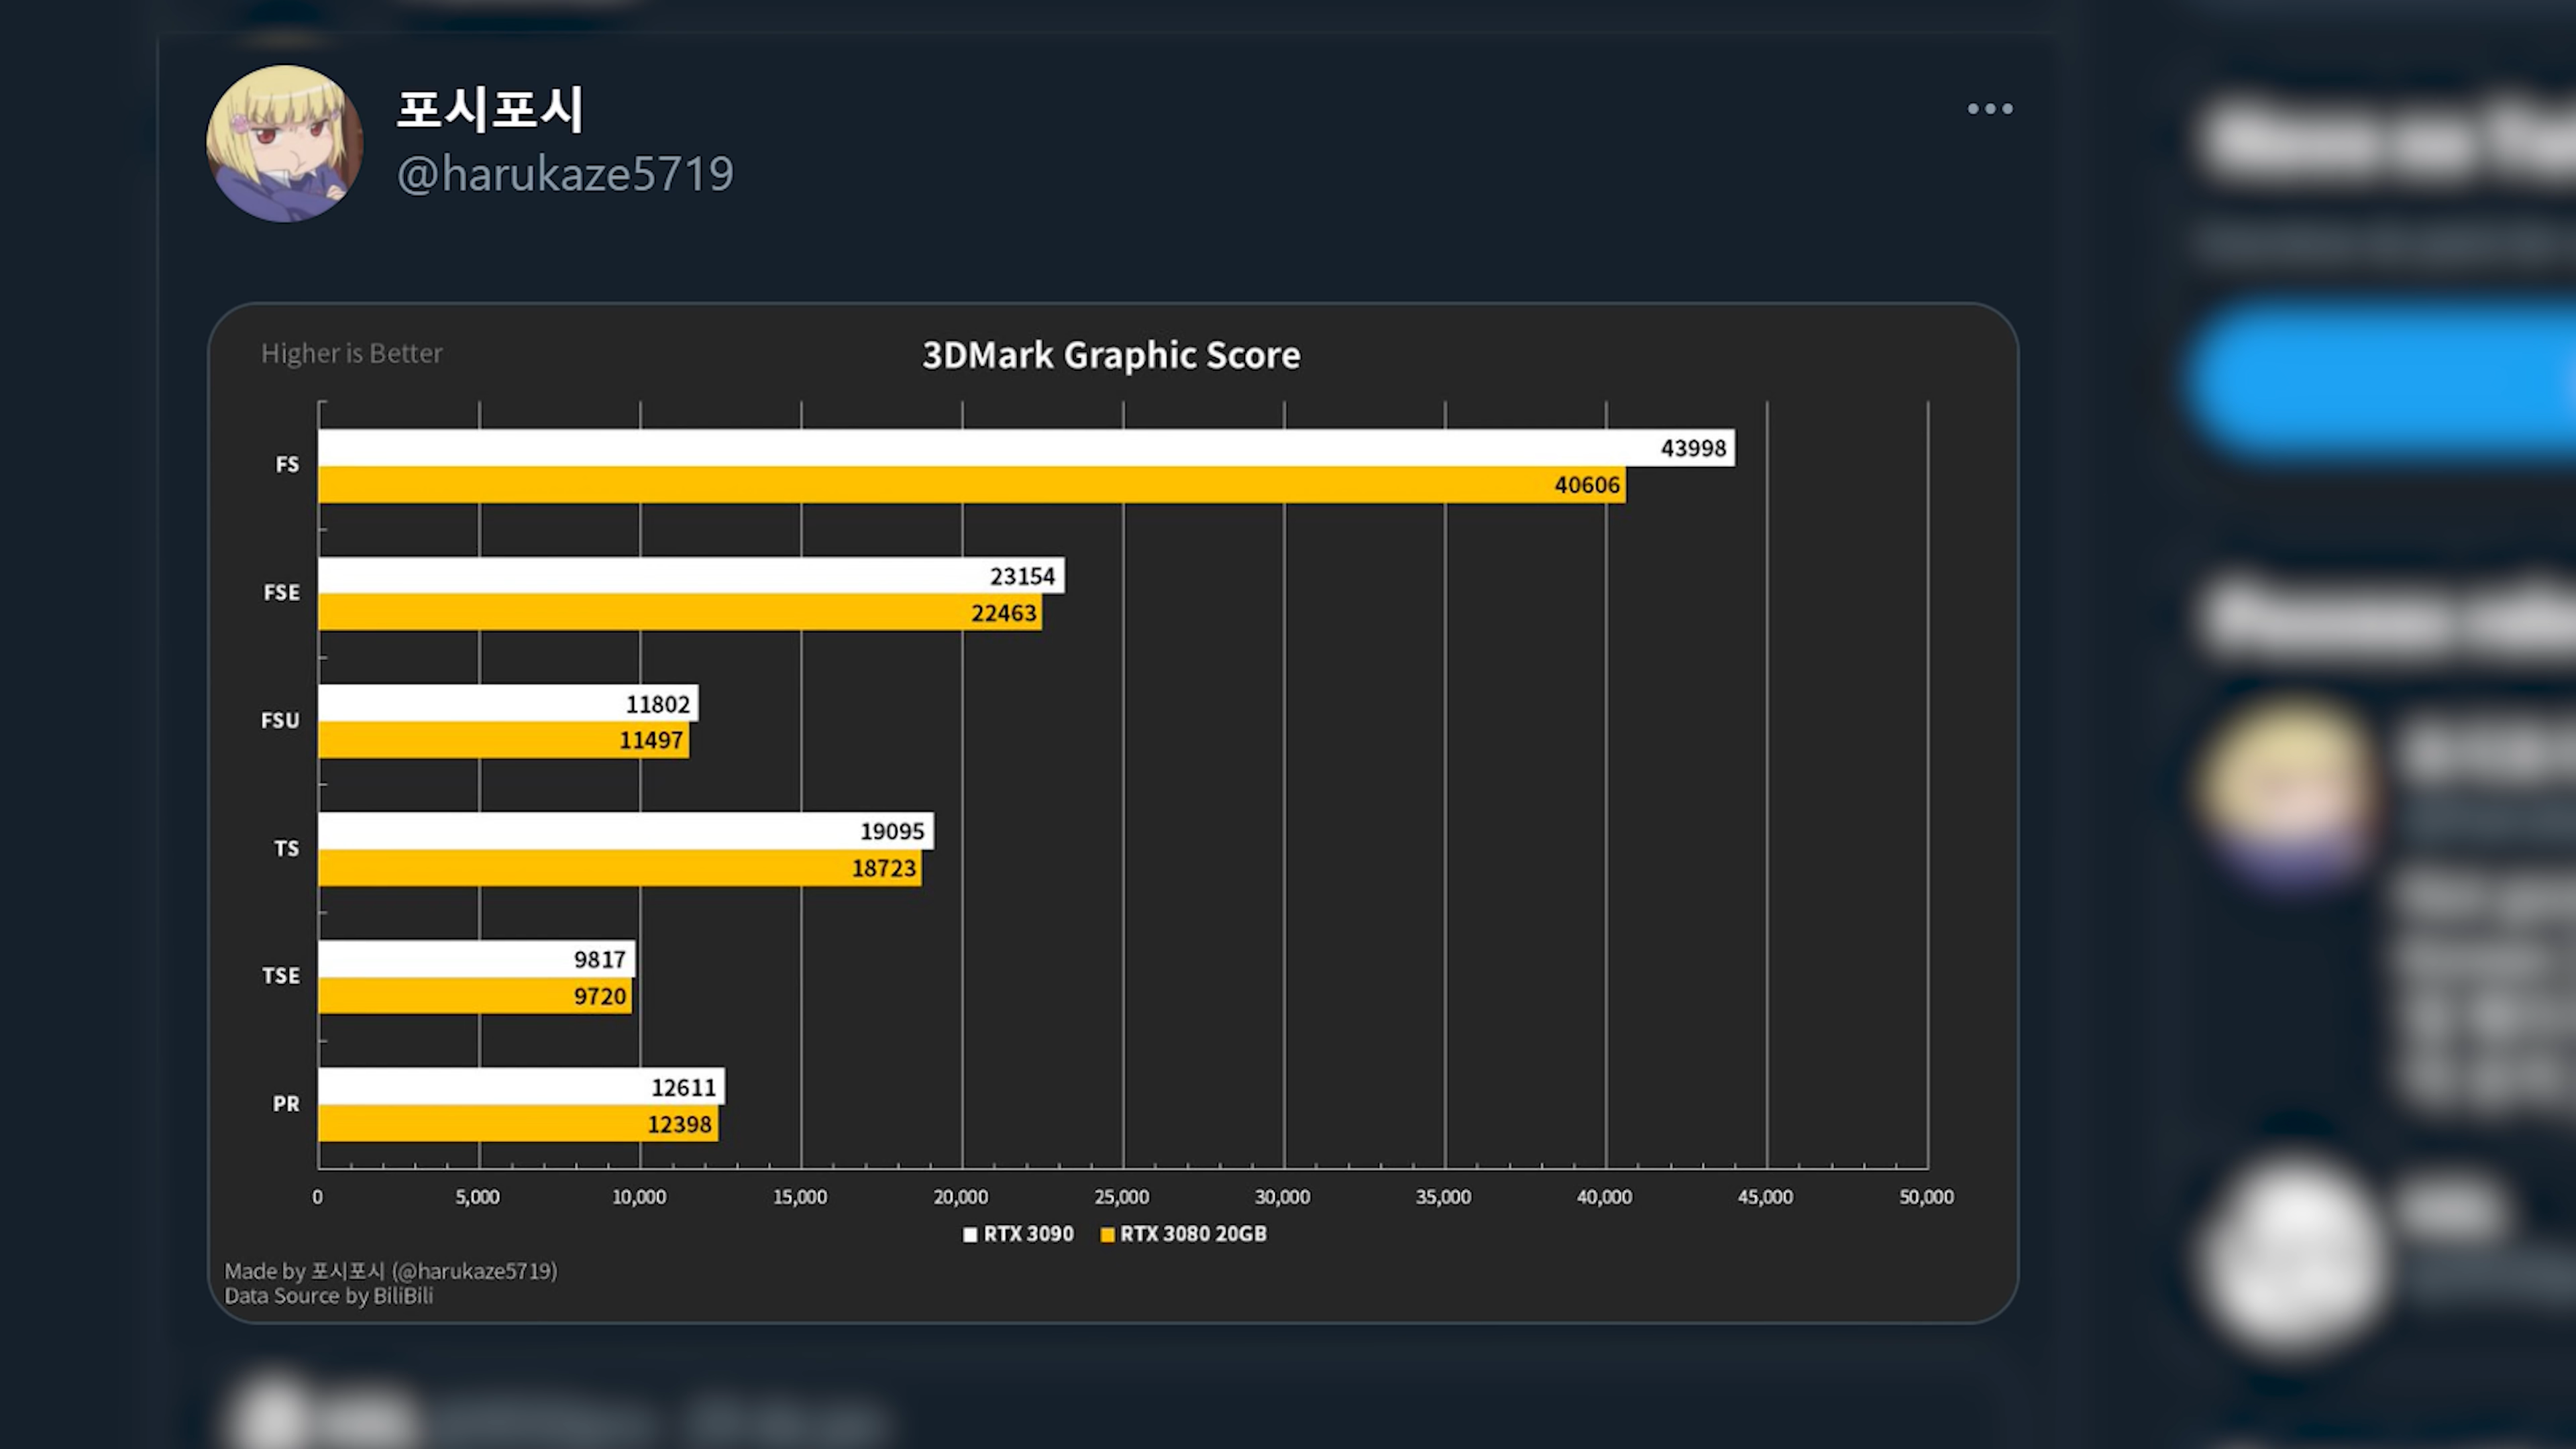 포시포시
@harukaze5719
Higher is Better
3DMark Graphic Score
FS
43998
40606
FSE
23154
22463
FSU
11802
11497
TS
19095
18723
TSE
9817
9720
PR
12611
12398
0 5,000 10,000 15,000 20,000 25,000 30,000 35,000 40,000 45,000 50,000
RTX 3090 RTX 3080 20GB
Made by 포시포시 (@harukaze5719)
Data Source by BiliBili